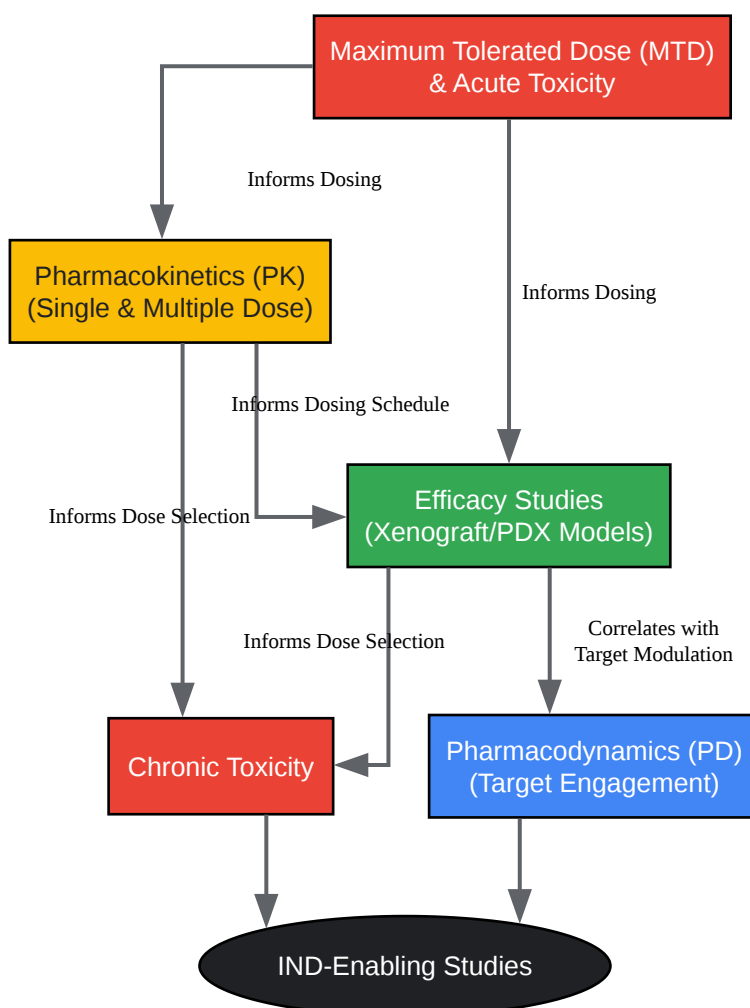 Maximum Tolerated Dose (MTD)
& Acute Toxicity
Informs Dosing
Pharmacokinetics (PK)
(Single & Multiple Dose)
Informs Dosing
Informs Dosing Schedule
Efficacy Studies
(Xenograft/PDX Models)
Informs Dose Selection
Informs Dose Selection
Correlates with
Target Modulation
Chronic Toxicity
Pharmacodynamics (PD)
(Target Engagement)
IND-Enabling Studies